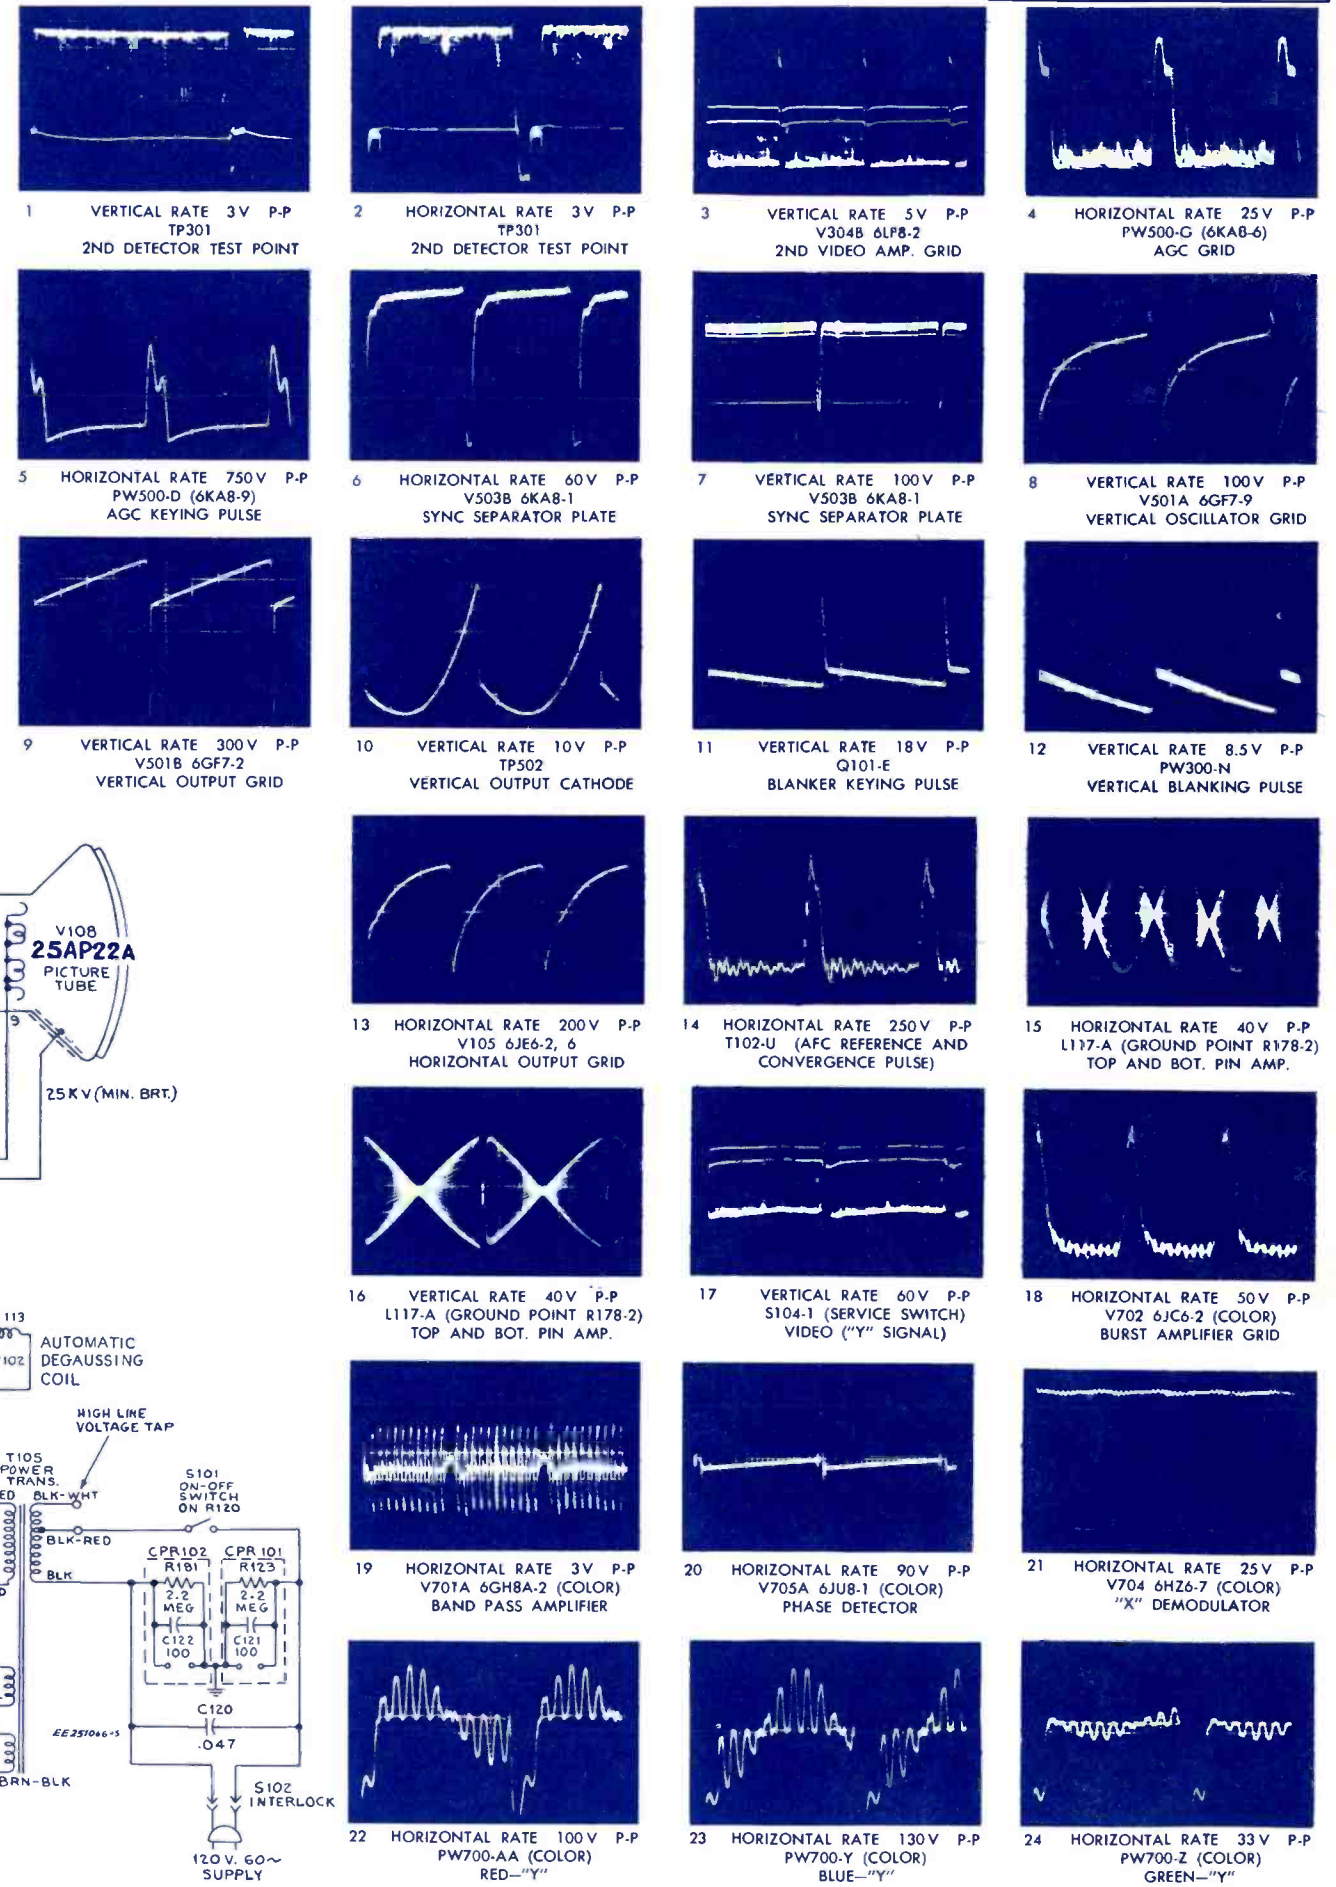 1 VERTICAL RATE 3V P-P
TP301
2ND DETECTOR TEST POINT
2 HORIZONTAL RATE 3V P-P
TP301
2ND DETECTOR TEST POINT
3 VERTICAL RATE 5V P-P
V304B 6LF8-2
2ND VIDEO AMP. GRID
4 HORIZONTAL RATE 25V P-P
PW500-G (6KA8-6)
AGC GRID
5 HORIZONTAL RATE 750V P-P
PW500-D (6KA8-9)
AGC KEYING PULSE
6 HORIZONTAL RATE 60V P-P
V503B 6KA8-1
SYNC SEPARATOR PLATE
7 VERTICAL RATE 100V P-P
V503B 6KA8-1
SYNC SEPARATOR PLATE
8 VERTICAL RATE 100V P-P
V501A 6GF7-9
VERTICAL OSCILLATOR GRID
9 VERTICAL RATE 300V P-P
V501B 6GF7-2
VERTICAL OUTPUT GRID
10 VERTICAL RATE 10V P-P
TP502
VERTICAL OUTPUT CATHODE
11 VERTICAL RATE 18V P-P
Q101-E
BLANKER KEYING PULSE
12 VERTICAL RATE 8.5V P-P
PW300-N
VERTICAL BLANKING PULSE
V108
25AP22A
PICTURE
TUBE
9
25KV (MIN. BRT.)
13 HORIZONTAL RATE 200V P-P
V105 6JE6-2, 6
HORIZONTAL OUTPUT GRID
14 HORIZONTAL RATE 250V P-P
T102-U (AFC REFERENCE AND
CONVERGENCE PULSE)
15 HORIZONTAL RATE 40V P-P
L117-A (GROUND POINT R178-2)
TOP AND BOT. PIN AMP.
16 VERTICAL RATE 40V P-P
L117-A (GROUND POINT R178-2)
TOP AND BOT. PIN AMP.
17 VERTICAL RATE 60V P-P
S104-1 (SERVICE SWITCH)
VIDEO ("Y" SIGNAL)
18 HORIZONTAL RATE 50V P-P
V702 6JC6-2 (COLOR)
BURST AMPLIFIER GRID
113
102
AUTOMATIC
DEGAUSSING
COIL
HIGH LINE
VOLTAGE TAP
T105
POWER
TRANS.
ED BLK-WHT
BLK-RED
BLK
S101
ON-OFF
SWITCH
ON R120
CPR102 CPR101
R181 R123
2.2 2.2
MEG MEG
C122 C121
100 100
C120
.047
EE251066-S
BRN-BLK
S102
INTERLOCK
120V. 60~
SUPPLY
19 HORIZONTAL RATE 3V P-P
V701A 6GH8A-2 (COLOR)
BAND PASS AMPLIFIER
20 HORIZONTAL RATE 90V P-P
V705A 6JU8-1 (COLOR)
PHASE DETECTOR
21 HORIZONTAL RATE 25V P-P
V704 6HZ6-7 (COLOR)
"X" DEMODULATOR
22 HORIZONTAL RATE 100V P-P
PW700-AA (COLOR)
RED—"Y"
23 HORIZONTAL RATE 130V P-P
PW700-Y (COLOR)
BLUE—"Y"
24 HORIZONTAL RATE 33V P-P
PW700-Z (COLOR)
GREEN—"Y"